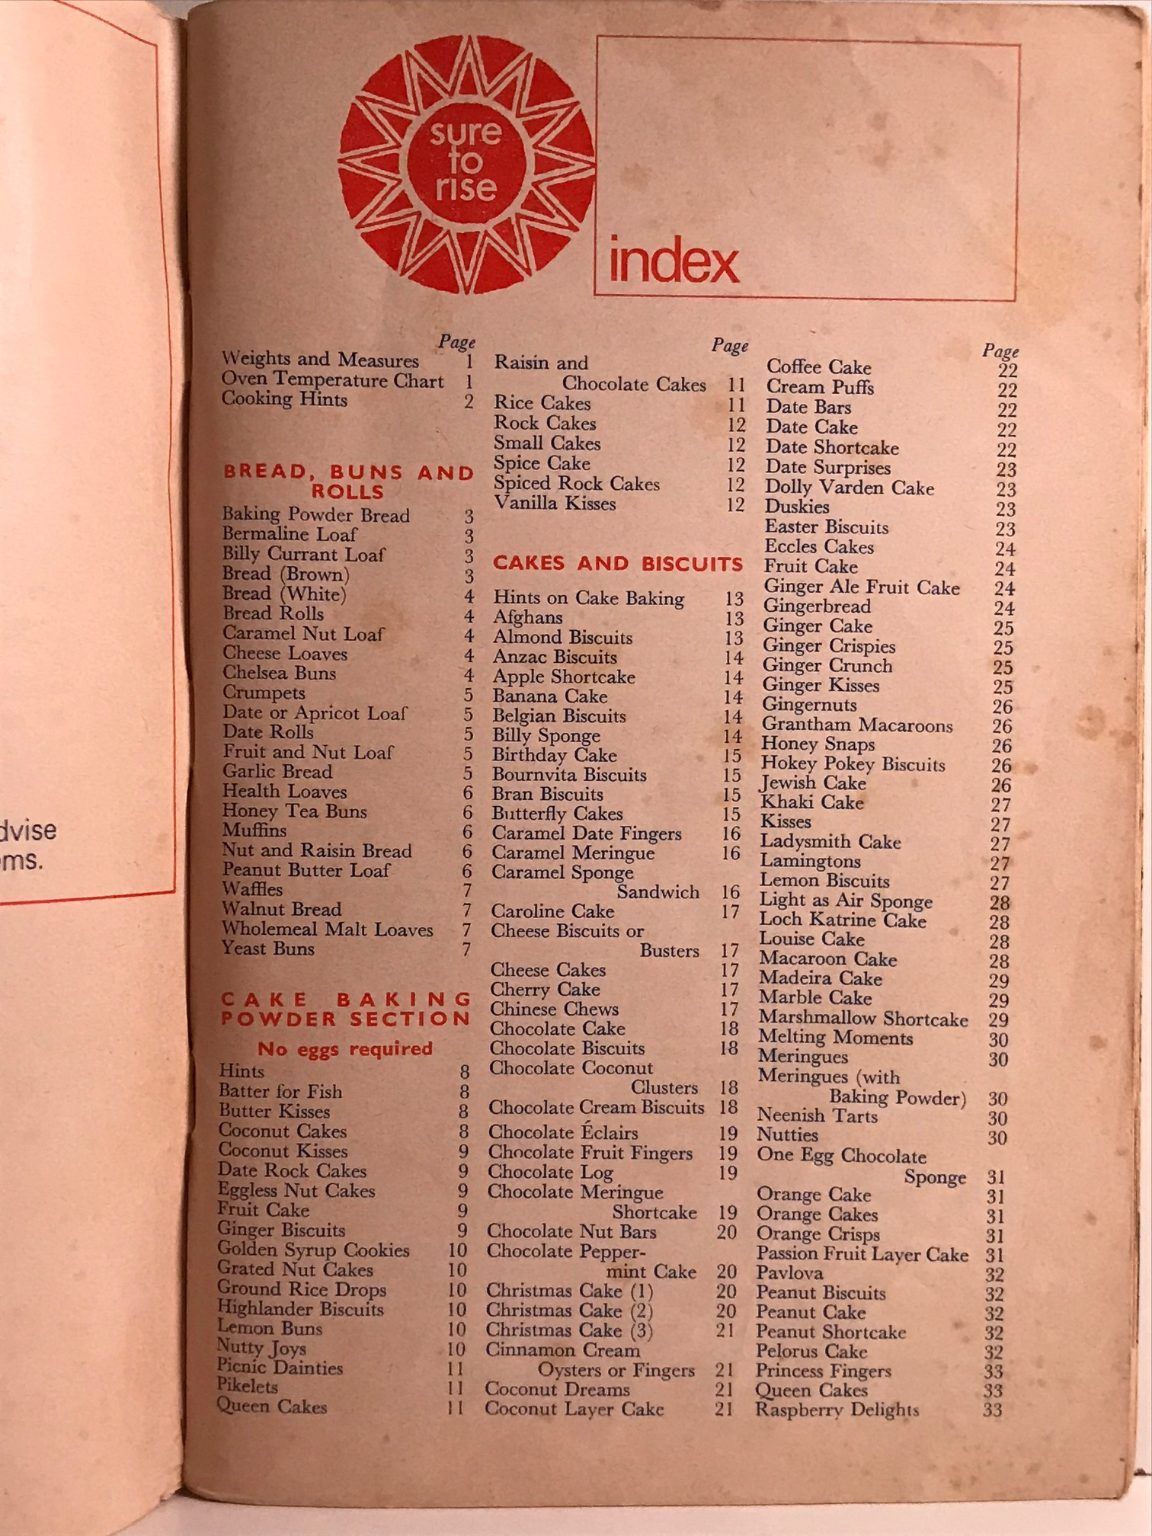 dvise
ms.
sure
to
rise
index
Page
Weights and Measures 1
Oven Temperature Chart 1
Cooking Hints 2
BREAD, BUNS AND
ROLLS
Baking Powder Bread 3
Bermaline Loaf 3
Billy Currant Loaf 3
Bread (Brown) 3
Bread (White) 4
Bread Rolls 4
Caramel Nut Loaf 4
Cheese Loaves 4
Chelsea Buns 4
Crumpets 5
Date or Apricot Loaf 5
Date Rolls 5
Fruit and Nut Loaf 5
Garlic Bread 5
Health Loaves 6
Honey Tea Buns 6
Muffins 6
Nut and Raisin Bread 6
Peanut Butter Loaf 6
Waffles 7
Walnut Bread 7
Wholemeal Malt Loaves 7
Yeast Buns 7
CAKE BAKING
POWDER SECTION
No eggs required
Hints 8
Batter for Fish 8
Butter Kisses 8
Coconut Cakes 8
Coconut Kisses 9
Date Rock Cakes 9
Eggless Nut Cakes 9
Fruit Cake 9
Ginger Biscuits 9
Golden Syrup Cookies 10
Grated Nut Cakes 10
Ground Rice Drops 10
Highlander Biscuits 10
Lemon Buns 10
Nutty Joys 10
Picnic Dainties 11
Pikelets 11
Queen Cakes 11
Page
Raisin and
Chocolate Cakes 11
Rice Cakes 11
Rock Cakes 12
Small Cakes 12
Spice Cake 12
Spiced Rock Cakes 12
Vanilla Kisses 12
CAKES AND BISCUITS
Hints on Cake Baking 13
Afghans 13
Almond Biscuits 13
Anzac Biscuits 14
Apple Shortcake 14
Banana Cake 14
Belgian Biscuits 14
Billy Sponge 14
Birthday Cake 15
Bournvita Biscuits 15
Bran Biscuits 15
Butterfly Cakes 15
Caramel Date Fingers 16
Caramel Meringue 16
Caramel Sponge
Sandwich 16
Caroline Cake 17
Cheese Biscuits or
Busters 17
Cheese Cakes 17
Cherry Cake 17
Chinese Chews 17
Chocolate Cake 18
Chocolate Biscuits 18
Chocolate Coconut
Clusters 18
Chocolate Cream Biscuits 18
Chocolate Éclairs 19
Chocolate Fruit Fingers 19
Chocolate Log 19
Chocolate Meringue
Shortcake 19
Chocolate Nut Bars 20
Chocolate Pepper-
mint Cake 20
Christmas Cake (1) 20
Christmas Cake (2) 20
Christmas Cake (3) 21
Cinnamon Cream
Oysters or Fingers 21
Coconut Dreams 21
Coconut Layer Cake 21
Page
Coffee Cake 22
Cream Puffs 22
Date Bars 22
Date Cake 22
Date Shortcake 22
Date Surprises 23
Dolly Varden Cake 23
Duskies 23
Easter Biscuits 23
Eccles Cakes 24
Fruit Cake 24
Ginger Ale Fruit Cake 24
Gingerbread 24
Ginger Cake 25
Ginger Crispies 25
Ginger Crunch 25
Ginger Kisses 25
Gingernuts 26
Grantham Macaroons 26
Honey Snaps 26
Hokey Pokey Biscuits 26
Jewish Cake 26
Khaki Cake 27
Kisses 27
Ladysmith Cake 27
Lamingtons 27
Lemon Biscuits 27
Light as Air Sponge 28
Loch Katrine Cake 28
Louise Cake 28
Macaroon Cake 28
Madeira Cake 29
Marble Cake 29
Marshmallow Shortcake 29
Melting Moments 30
Meringues 30
Meringues (with
Baking Powder) 30
Neenish Tarts 30
Nutties 30
One Egg Chocolate
Sponge 31
Orange Cake 31
Orange Cakes 31
Orange Crisps 31
Passion Fruit Layer Cake 31
Pavlova 32
Peanut Biscuits 32
Peanut Cake 32
Peanut Shortcake 32
Pelorus Cake 32
Princess Fingers 33
Queen Cakes 33
Raspberry Delights 33